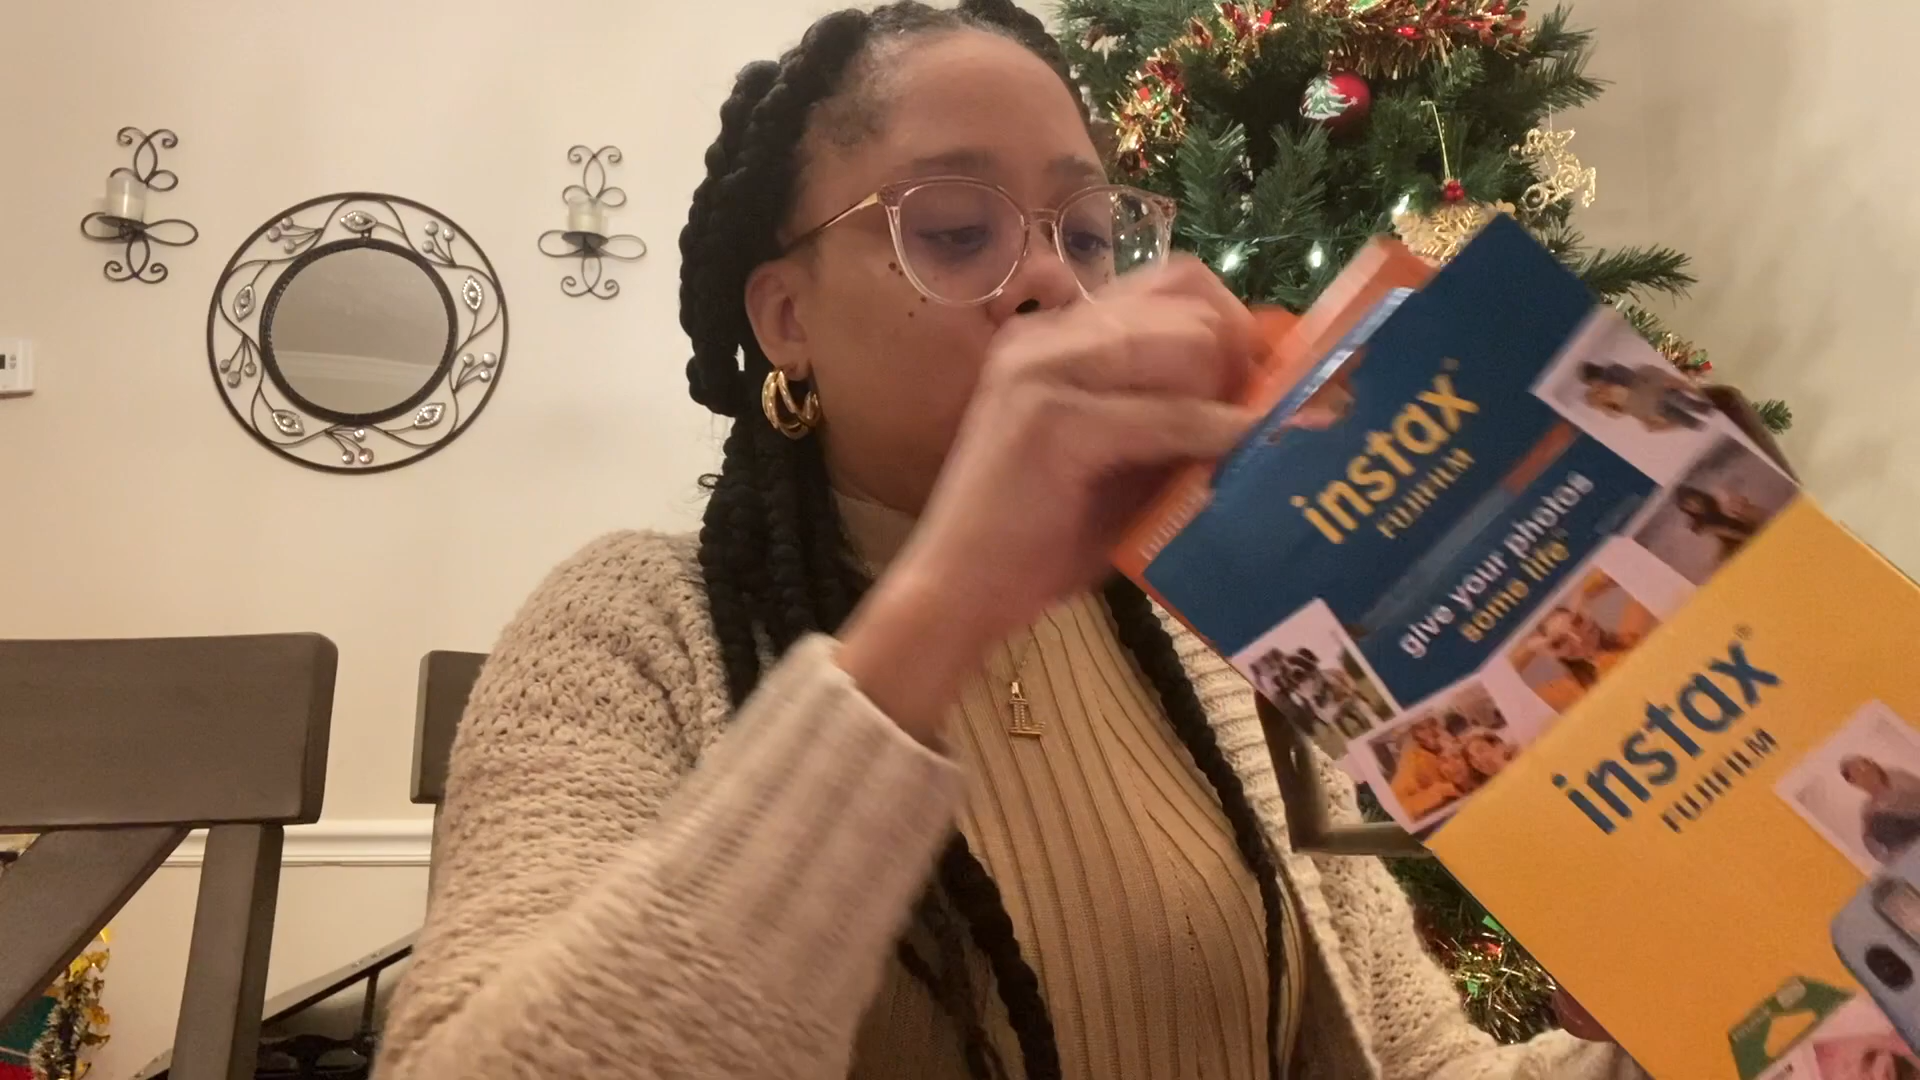 instax
FUJIFILM
give your photos
some life
instax
FUJIFILM